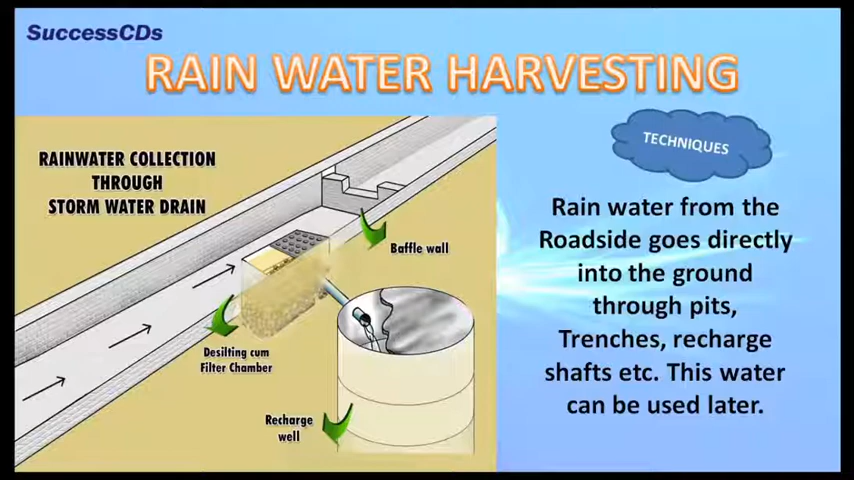 SuccessCDs
RAIN WATER HARVESTING
RAINWATER COLLECTION
THROUGH
STORM WATER DRAIN
Baffle wall
Desilting cum
Filter Chamber
Recharge
well
TECHNIQUES
Rain water from the
Roadside goes directly
into the ground
through pits,
Trenches, recharge
shafts etc. This water
can be used later.